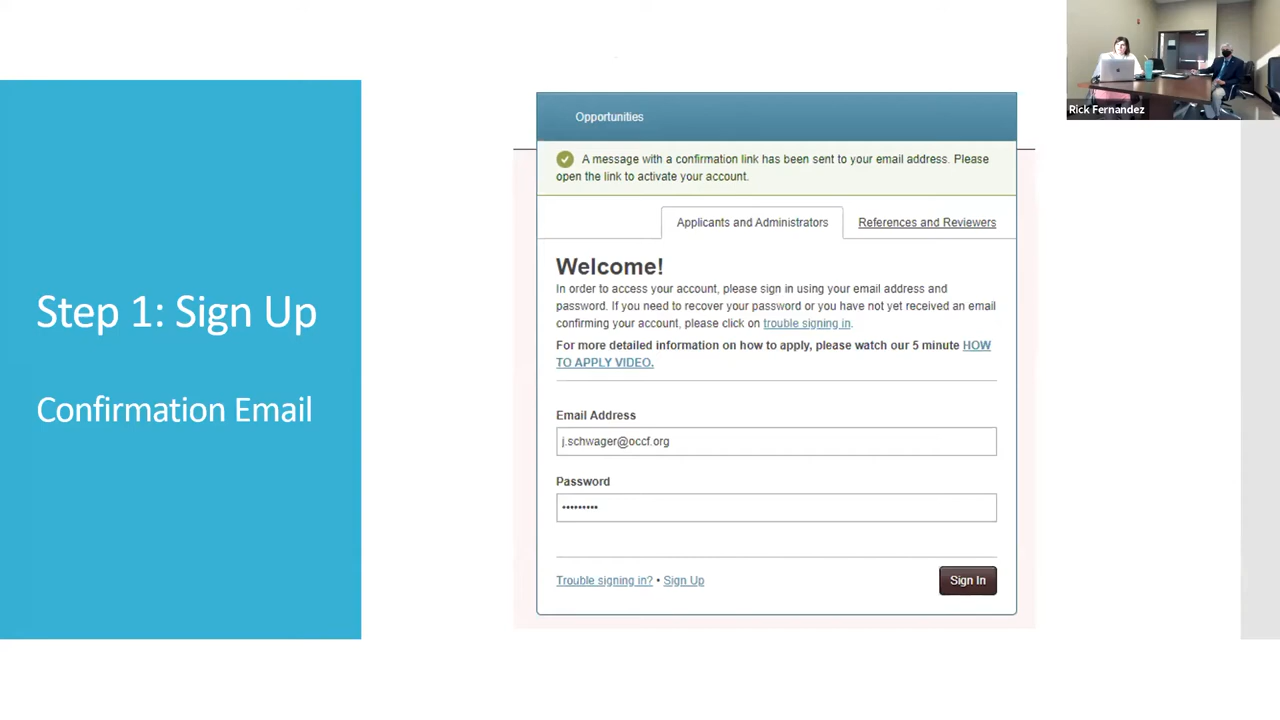 Step 1: Sign Up
Confirmation Email
Opportunities
A message with a confirmation link has been sent to your email address. Please
open the link to activate your account.
Applicants and Administrators
References and Reviewers
Welcome!
In order to access your account, please sign in using your email address and
password. If you need to recover your password or you have not yet received an email
confirming your account, please click on trouble signing in.
For more detailed information on how to apply, please watch our 5 minute HOW
TO APPLY VIDEO.
Email Address
j.schwager@occf.org
Password
•••••••••
Trouble signing in? • Sign Up
Sign In
Rick Fernandez